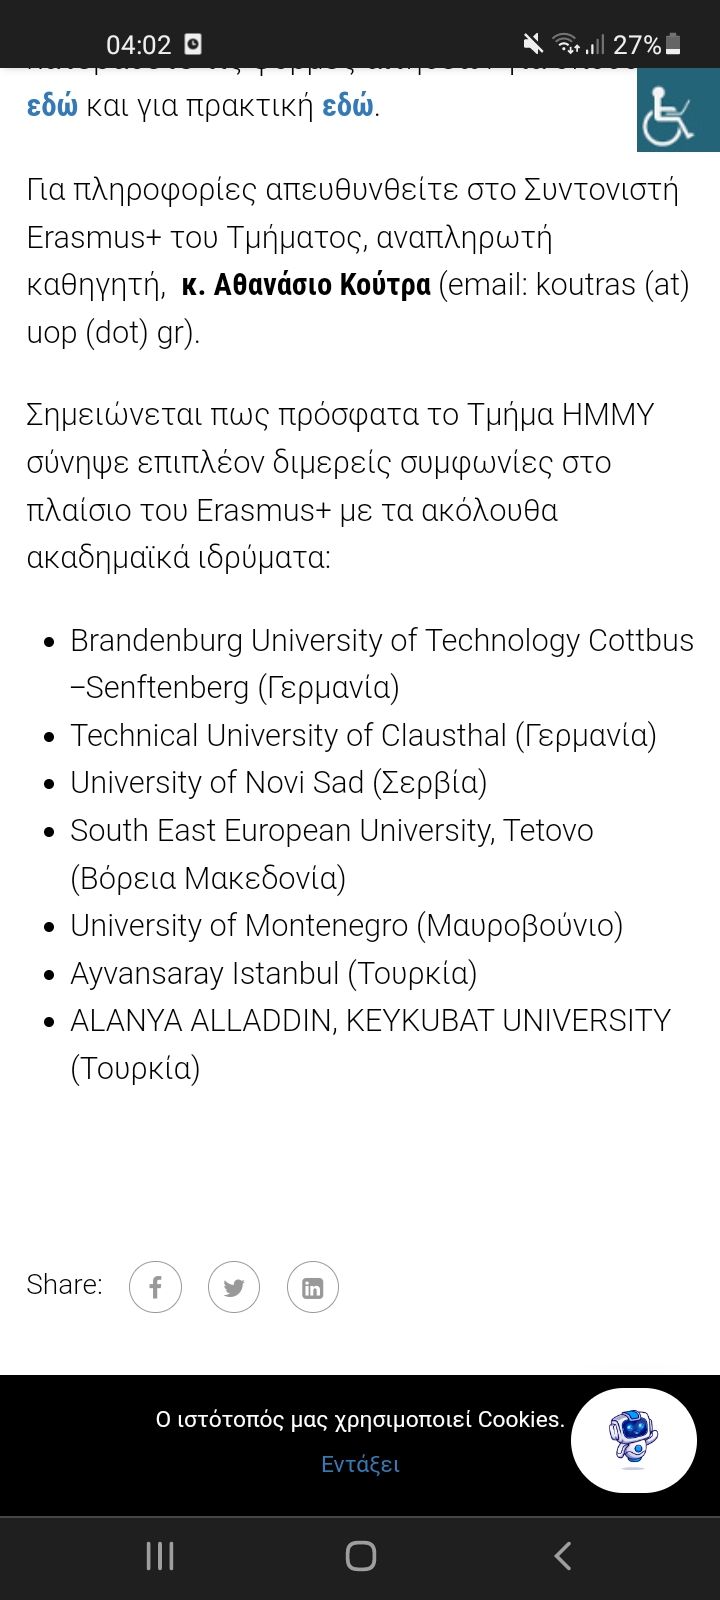 04:02
27%
εδώ και για πρακτική εδώ.
Για πληροφορίες απευθυνθείτε στο Συντονιστή
Erasmus+ του Τμήματος, αναπληρωτή
καθηγητή, κ. Αθανάσιο Κούτρα (email: koutras (at)
uop (dot) gr).
Σημειώνεται πως πρόσφατα το Τμήμα ΗΜΜΥ
σύνηψε επιπλέον διμερείς συμφωνίες στο
πλαίσιο του Erasmus+ με τα ακόλουθα
ακαδημαϊκά ιδρύματα:
• Brandenburg University of Technology Cottbus
–Senftenberg (Γερμανία)
• Technical University of Clausthal (Γερμανία)
• University of Novi Sad (Σερβία)
• South East European University, Tetovo
(Βόρεια Μακεδονία)
• University of Montenegro (Μαυροβούνιο)
• Ayvansaray Istanbul (Τουρκία)
• ALANYA ALLADDIN, KEYKUBAT UNIVERSITY
(Τουρκία)
Share:
Ο ιστότοπός μας χρησιμοποιεί Cookies.
Εντάξει